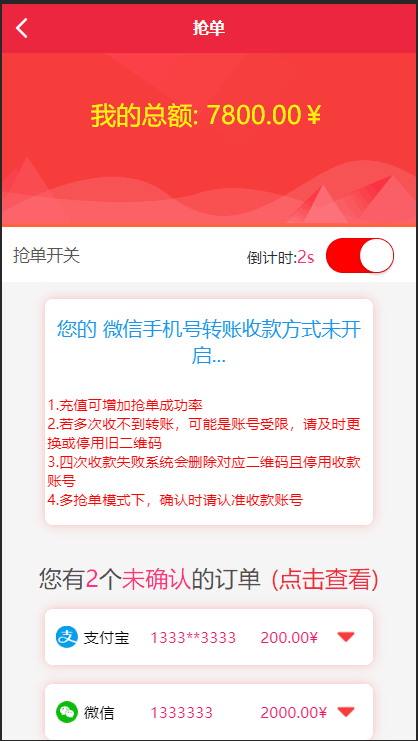 抢单
我的总额: 7800.00¥
抢单开关
倒计时:2s
您的 微信手机号转账收款方式未开
启...
1.充值可增加抢单成功率
2.若多次收不到转账，可能是账号受限，请及时更
换或停用旧二维码
3.四次收款失败系统会删除对应二维码且停用收款
账号
4.多抢单模式下，确认时请认准收款账号
您有2个未确认的订单 (点击查看)
支付宝 1333**3333 200.00¥
微信 1333333 2000.00¥